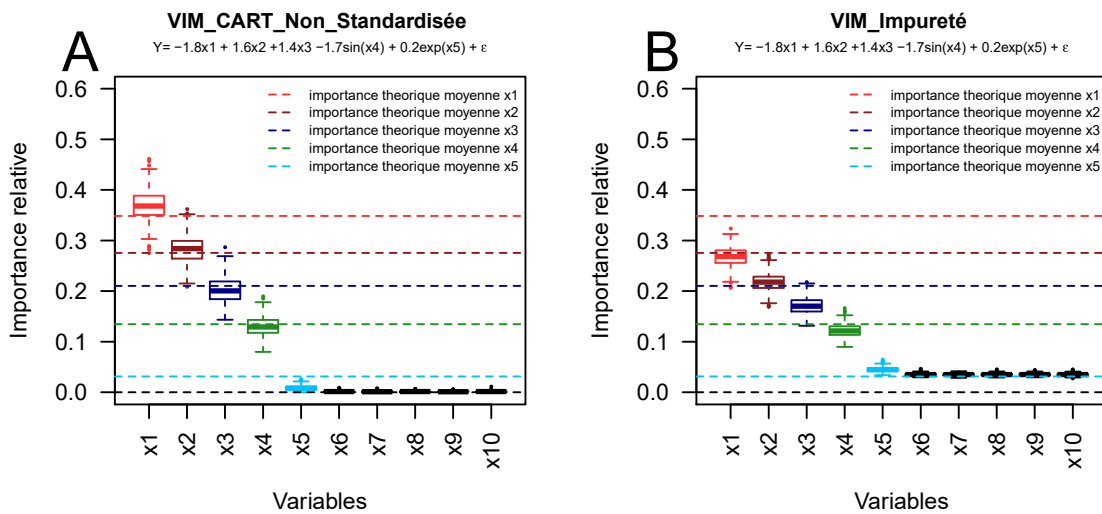 A
VIM_CART_Non_Standardisée
Y= −1.8x1 + 1.6x2 +1.4x3 −1.7sin(x4) + 0.2exp(x5) + ε
importance theorique moyenne x1
importance theorique moyenne x2
importance theorique moyenne x3
importance theorique moyenne x4
importance theorique moyenne x5
Importance relative
0.6
0.5
0.4
0.3
0.2
0.1
0.0
x1 x2 x3 x4 x5 x6 x7 x8 x9 x10
Variables
B
VIM_Impureté
Y= −1.8x1 + 1.6x2 +1.4x3 −1.7sin(x4) + 0.2exp(x5) + ε
importance theorique moyenne x1
importance theorique moyenne x2
importance theorique moyenne x3
importance theorique moyenne x4
importance theorique moyenne x5
Importance relative
0.6
0.5
0.4
0.3
0.2
0.1
0.0
x1 x2 x3 x4 x5 x6 x7 x8 x9 x10
Variables